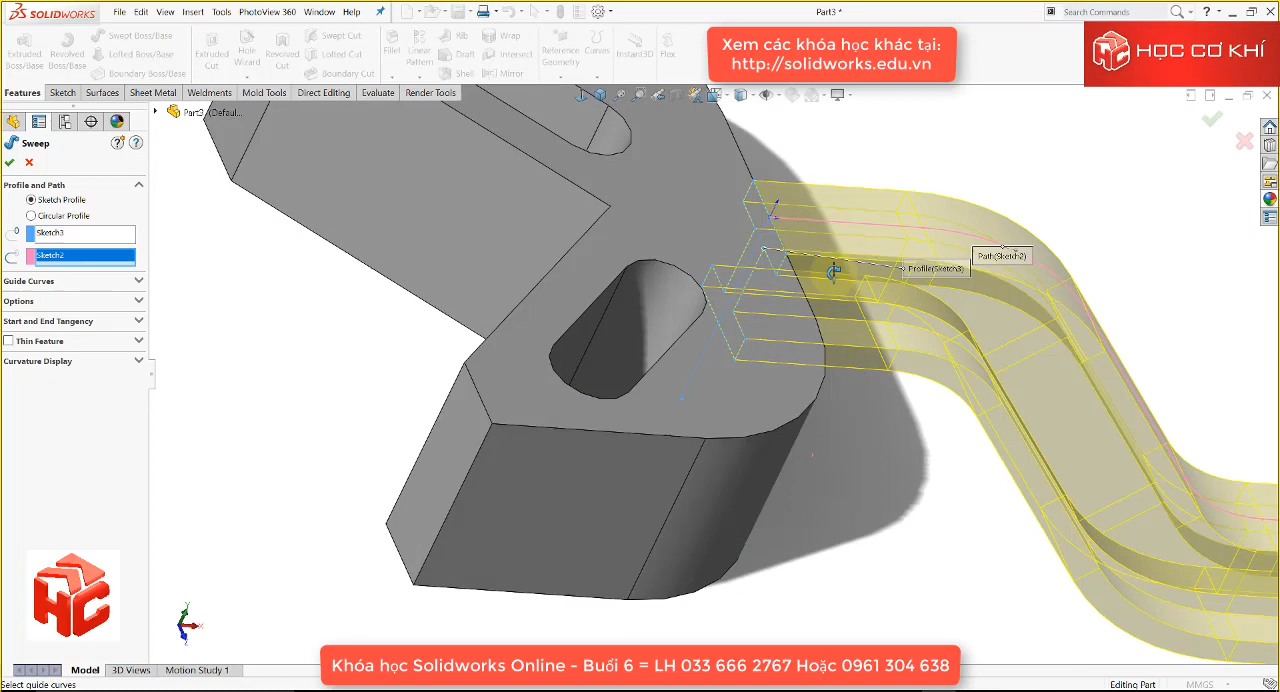 SOLIDWORKS
File Edit View Insert Tools PhotoView 360 Window Help
Part3 *
Search Commands
Extruded Boss/Base
Revolved Boss/Base
Swept Boss/Base
Lofted Boss/Base
Boundary Boss/Base
Extruded Cut
Hole Wizard
Revolved Cut
Swept Cut
Lofted Cut
Boundary Cut
Fillet
Linear Pattern
Rib
Draft
Shell
Wrap
Intersect
Mirror
Reference Geometry
Curves
Instant3D
Flex
Xem các khóa học khác tại:
http://solidworks.edu.vn
HỌC CƠ KHÍ
Features Sketch Surfaces Sheet Metal Weldments Mold Tools Direct Editing Evaluate Render Tools
Part3 (Defaul...
Sweep
Profile and Path
Sketch Profile
Circular Profile
Sketch3
Sketch2
Guide Curves
Options
Start and End Tangency
Thin Feature
Curvature Display
Path(Sketch2)
Profile(Sketch3)
HC
Y
X
Z
Khóa học Solidworks Online - Buổi 6 = LH 033 666 2767 Hoặc 0961 304 638
Model 3D Views Motion Study 1
Select guide curves
Editing Part
MMGS